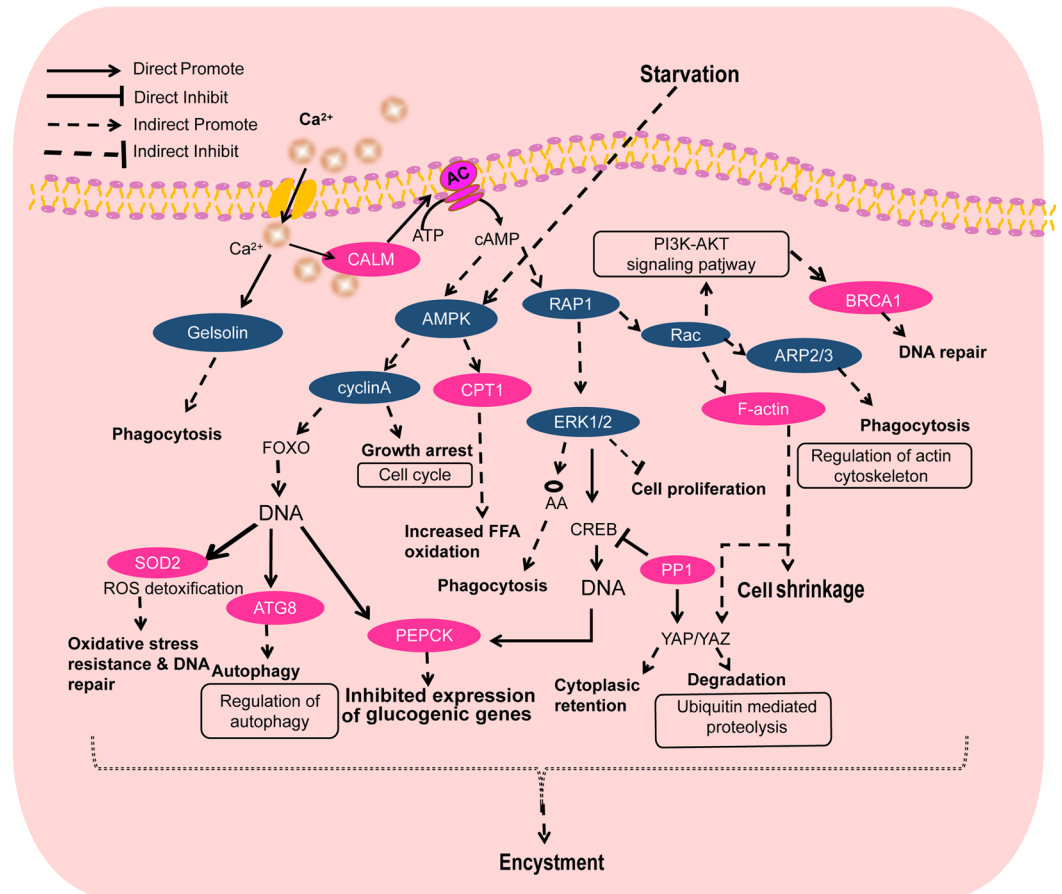 Direct Promote
Direct Inhibit
Indirect Promote
Indirect Inhibit
Starvation
Ca²⁺
AC
ATP
cAMP
Ca²⁺
CALM
PI3K-AKT
signaling patjway
BRCA1
DNA repair
Gelsolin
AMPK
RAP1
Rac
ARP2/3
cyclinA
CPT1
F-actin
ERK1/2
Phagocytosis
FOXO
Growth arrest
Cell cycle
Phagocytosis
Regulation of actin
cytoskeleton
Cell proliferation
AA
DNA
Increased FFA
oxidation
CREB
SOD2
ROS detoxification
Phagocytosis
DNA
PP1
Cell shrinkage
ATG8
PEPCK
YAP/YAZ
Oxidative stress
resistance & DNA
repair
Autophagy
Regulation of
autophagy
Inhibited expression
of glucogenic genes
Cytoplasic
retention
Degradation
Ubiquitin mediated
proteolysis
Encystment